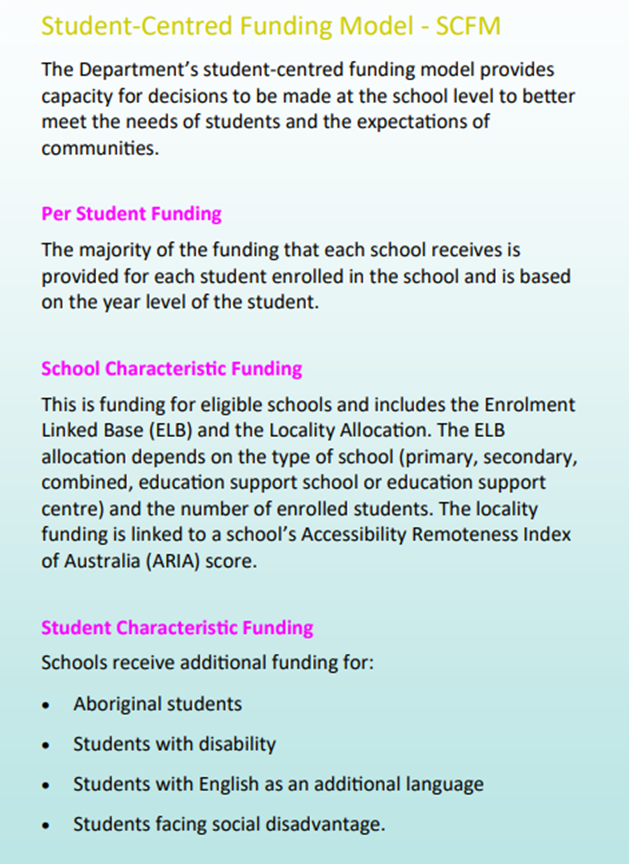 Student-Centred Funding Model - SCFM
The Department’s student-centred funding model provides
capacity for decisions to be made at the school level to better
meet the needs of students and the expectations of
communities.
Per Student Funding
The majority of the funding that each school receives is
provided for each student enrolled in the school and is based
on the year level of the student.
School Characteristic Funding
This is funding for eligible schools and includes the Enrolment
Linked Base (ELB) and the Locality Allocation. The ELB
allocation depends on the type of school (primary, secondary,
combined, education support school or education support
centre) and the number of enrolled students. The locality
funding is linked to a school’s Accessibility Remoteness Index
of Australia (ARIA) score.
Student Characteristic Funding
Schools receive additional funding for:
• Aboriginal students
• Students with disability
• Students with English as an additional language
• Students facing social disadvantage.